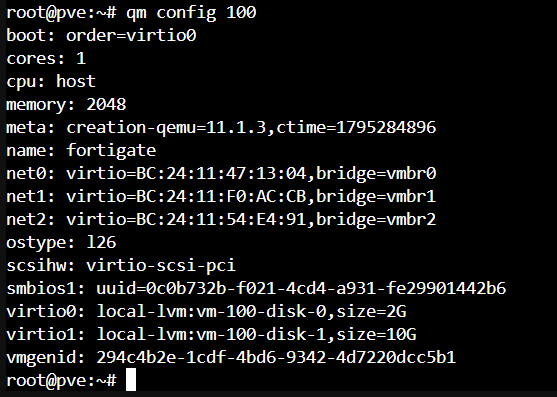 root@pve:~# qm config 100
boot: order=virtio0
cores: 1
cpu: host
memory: 2048
meta: creation-qemu=11.1.3,ctime=1795284896
name: fortigate
net0: virtio=BC:24:11:47:13:04,bridge=vmbr0
net1: virtio=BC:24:11:F0:AC:CB,bridge=vmbr1
net2: virtio=BC:24:11:54:E4:91,bridge=vmbr2
ostype: l26
scsihw: virtio-scsi-pci
smbios1: uuid=0c0b732b-f021-4cd4-a931-fe29901442b6
virtio0: local-lvm:vm-100-disk-0,size=2G
virtio1: local-lvm:vm-100-disk-1,size=10G
vmgenid: 294c4b2e-1cdf-4bd6-9342-4d7220dcc5b1
root@pve:~#